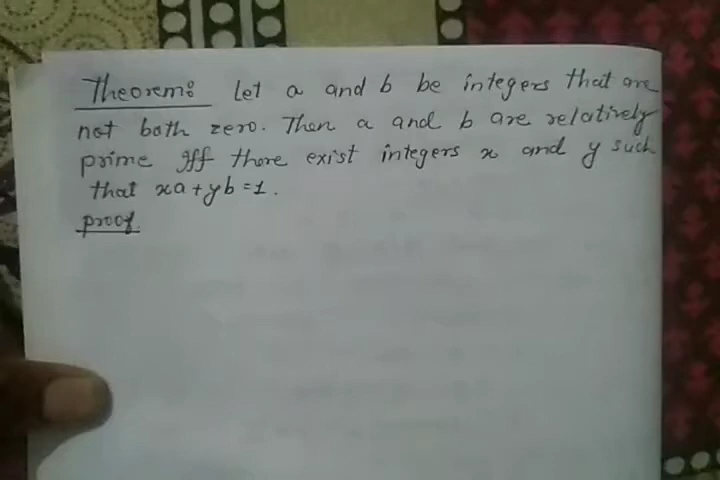 Theorem: Let a and b be integers that are
not both zero. Then a and b are relatively
prime iff there exist integers x and y such
that xa + yb = 1.
proof.